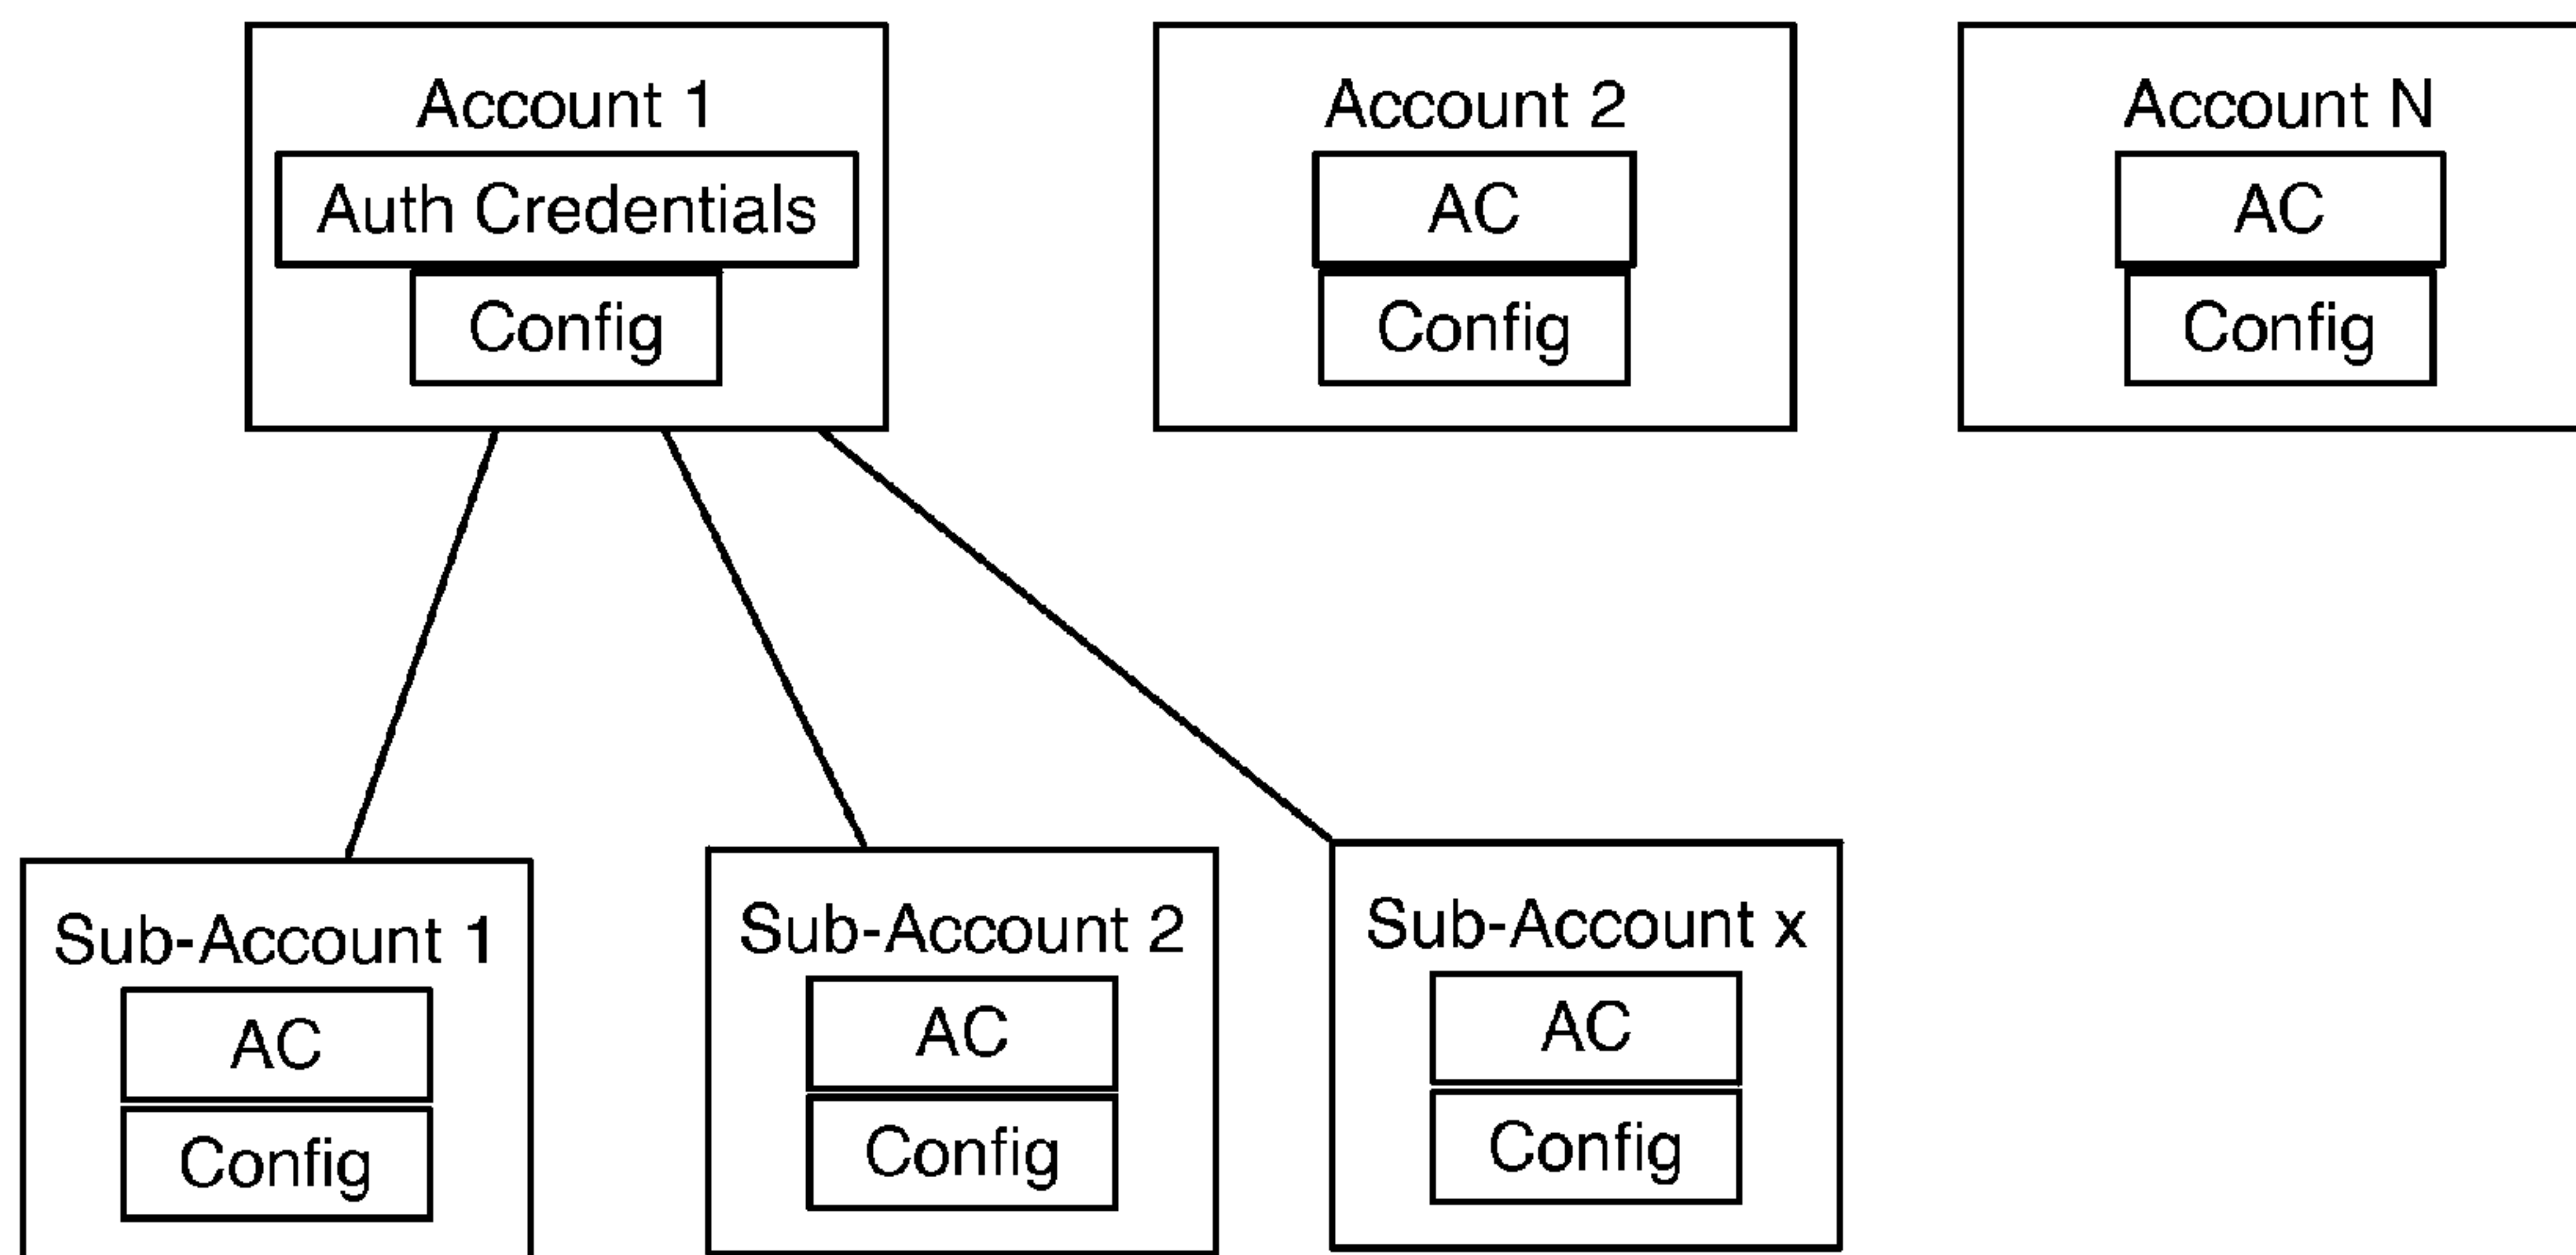 Account 1
Auth Credentials
Config
Account 2
AC
Config
Account N
AC
Config
Sub-Account 1
AC
Config
Sub-Account 2
AC
Config
Sub-Account x
AC
Config